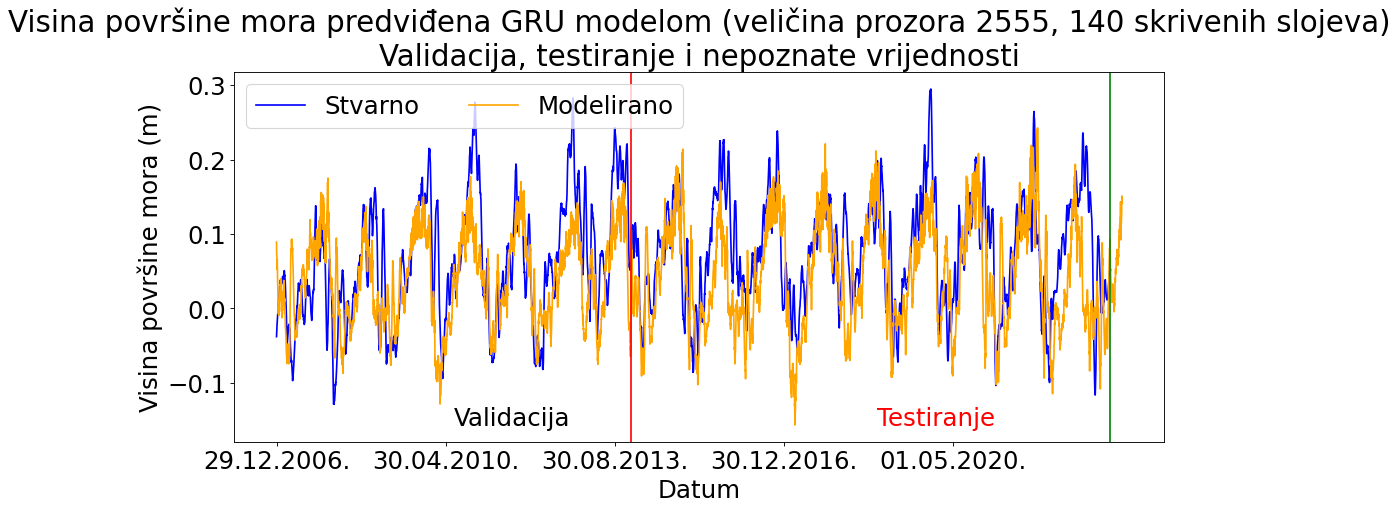 Visina površine mora predviđena GRU modelom (veličina prozora 2555, 140 skrivenih slojeva)
Validacija, testiranje i nepoznate vrijednosti
Stvarno
Modelirano
Visina površine mora (m)
0.3
0.2
0.1
0.0
−0.1
Validacija
Testiranje
29.12.2006.
30.04.2010.
30.08.2013.
30.12.2016.
01.05.2020.
Datum